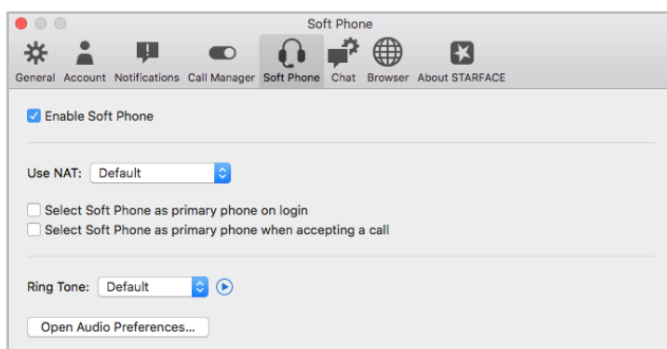 Soft Phone
General Account Notifications Call Manager Soft Phone Chat Browser About STARFACE
Enable Soft Phone
Use NAT: Default
Select Soft Phone as primary phone on login
Select Soft Phone as primary phone when accepting a call
Ring Tone: Default
Open Audio Preferences...